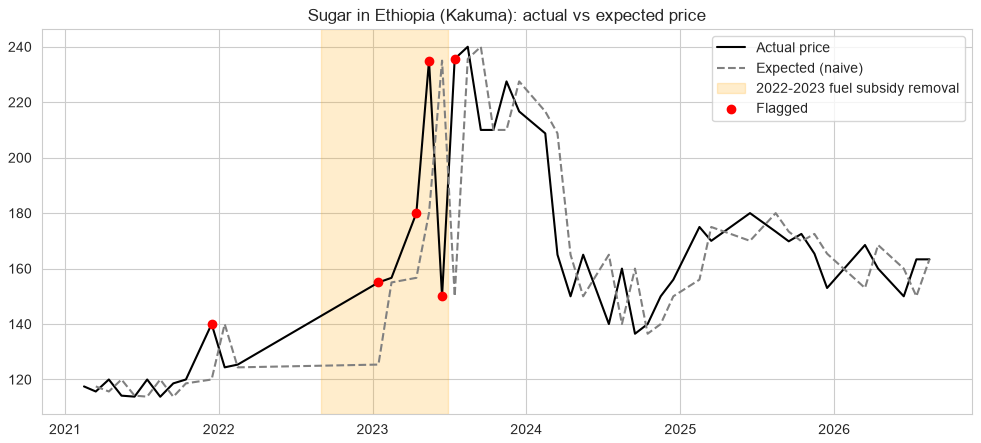 Sugar in Ethiopia (Kakuma): actual vs expected price
Actual price
Expected (naive)
2022-2023 fuel subsidy removal
Flagged
240
220
200
180
160
140
120
2021
2022
2023
2024
2025
2026